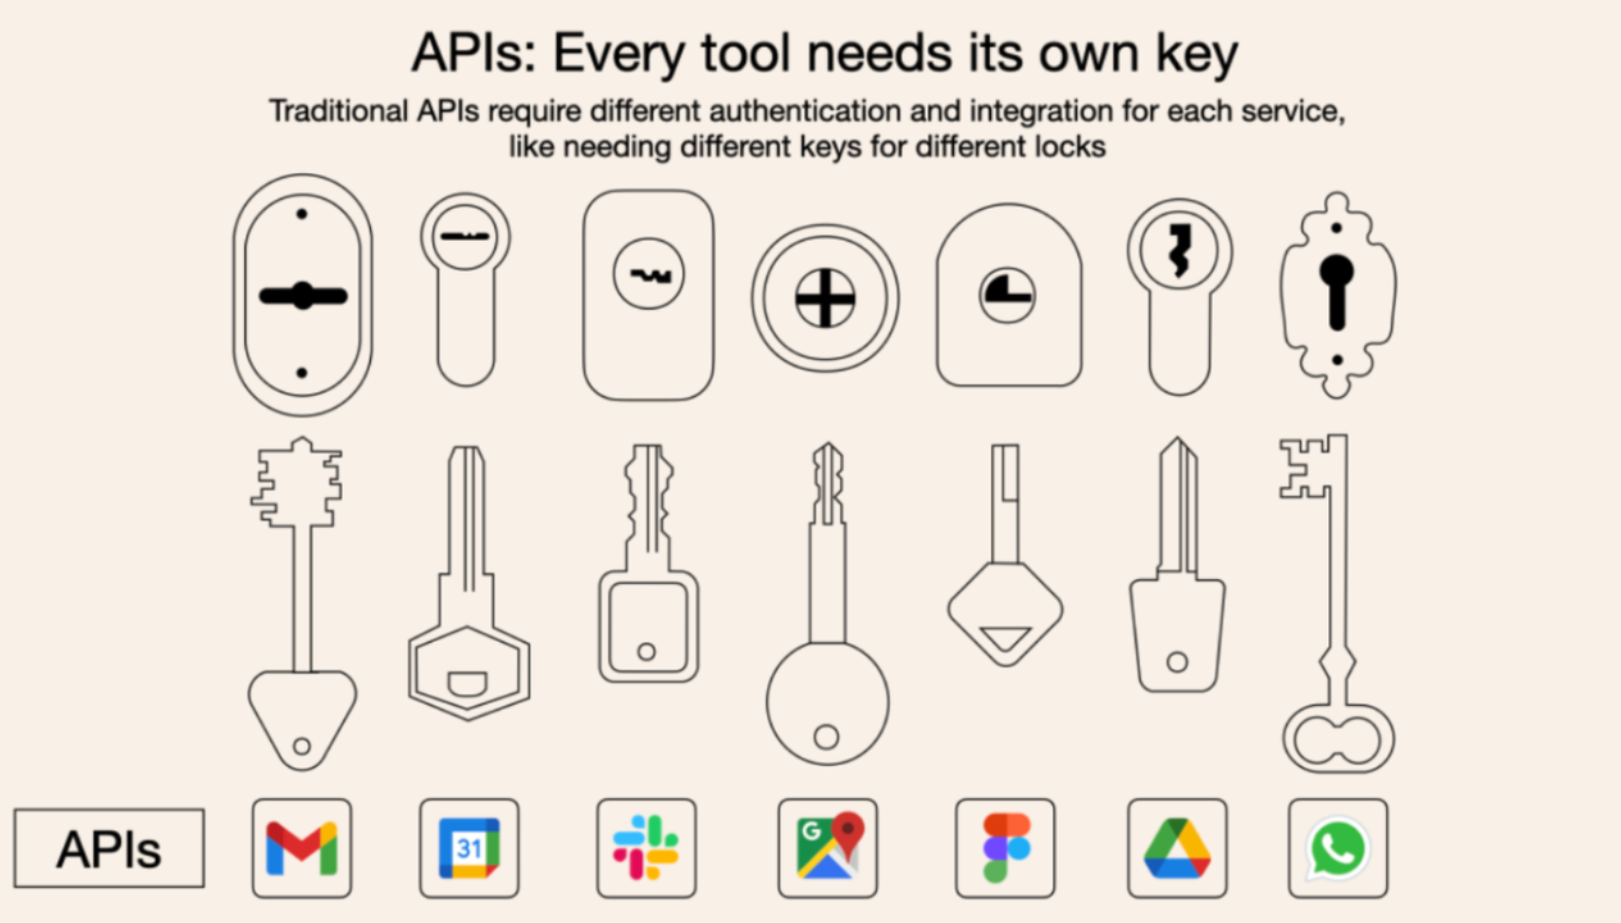 APIs: Every tool needs its own key
Traditional APIs require different authentication and integration for each service,
like needing different keys for different locks
APIs
31
G